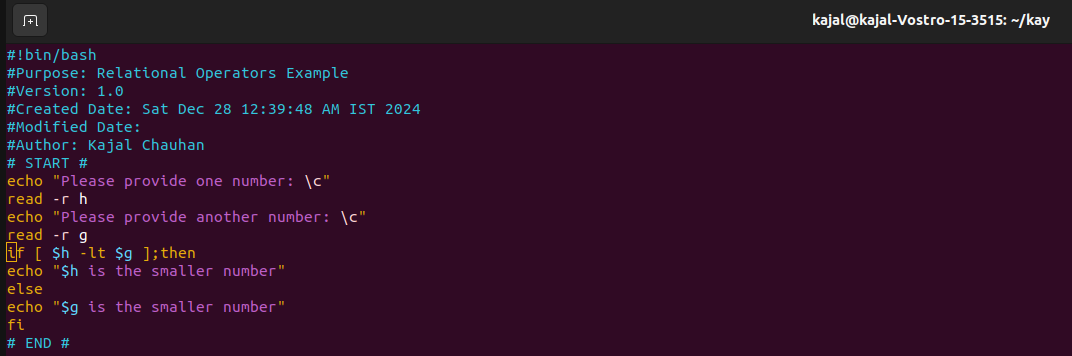 kajal@kajal-Vostro-15-3515: ~/kay
#!bin/bash
#Purpose: Relational Operators Example
#Version: 1.0
#Created Date: Sat Dec 28 12:39:48 AM IST 2024
#Modified Date:
#Author: Kajal Chauhan
# START #
echo "Please provide one number: \c"
read -r h
echo "Please provide another number: \c"
read -r g
if [ $h -lt $g ];then
echo "$h is the smaller number"
else
echo "$g is the smaller number"
fi
# END #